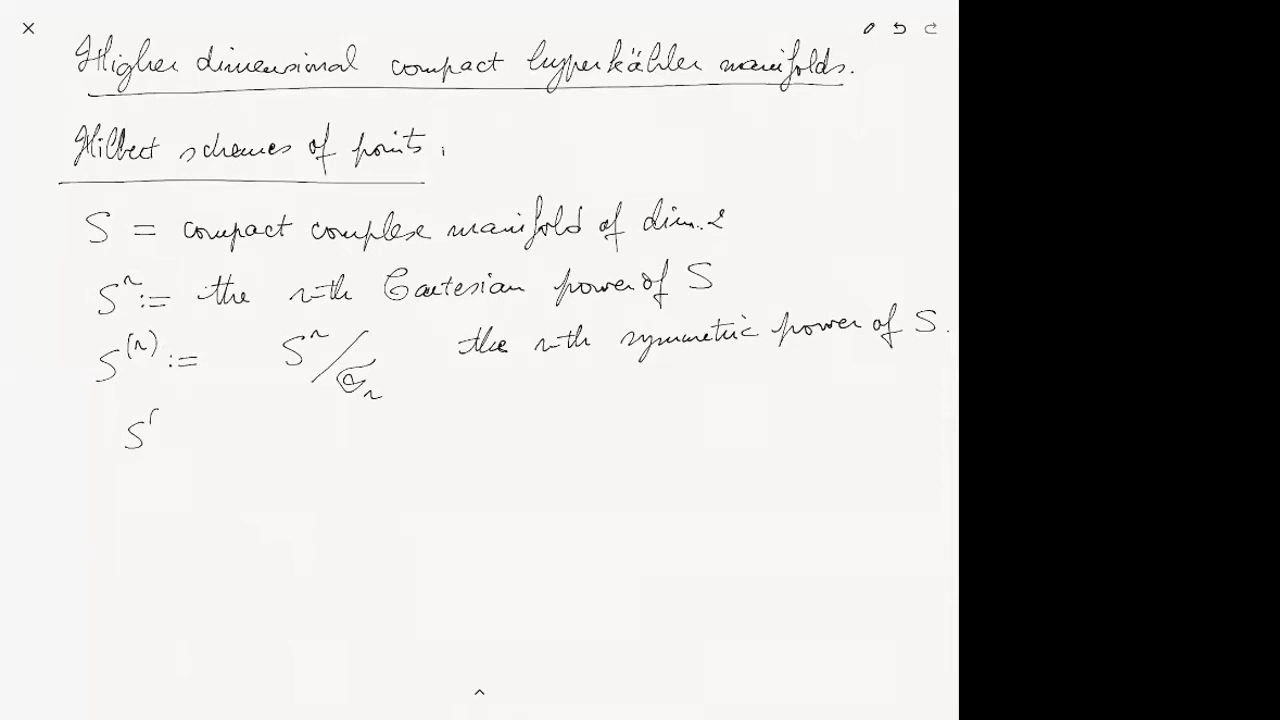 Higher dimensional compact hyperkähler manifolds.
Hilbert schemes of points.
S = compact complex manifold of dim. 2
S^n := the n-th Cartesian power of S
S^(n) := S^n / 𝔖_n the n-th symmetric power of S.
S^(